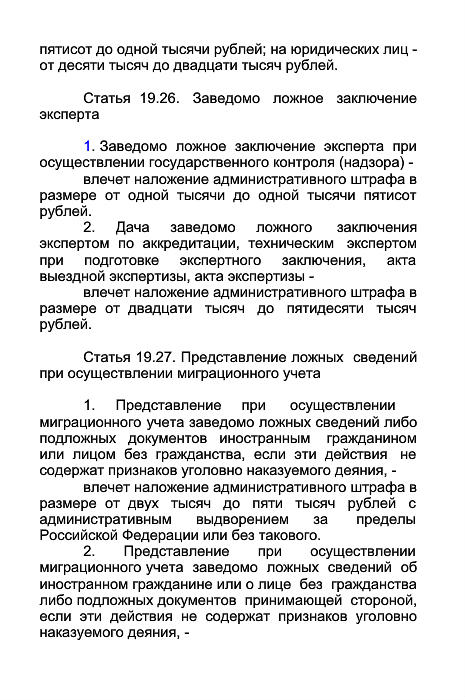 пятисот до одной тысячи рублей; на юридических лиц -
от десяти тысяч до двадцати тысяч рублей.
Статья 19.26. Заведомо ложное заключение
эксперта
1. Заведомо ложное заключение эксперта при
осуществлении государственного контроля (надзора) -
влечет наложение административного штрафа в
размере от одной тысячи до одной тысячи пятисот
рублей.
2. Дача заведомо ложного заключения
экспертом по аккредитации, техническим экспертом
при подготовке экспертного заключения, акта
выездной экспертизы, акта экспертизы -
влечет наложение административного штрафа в
размере от двадцати тысяч до пятидесяти тысяч
рублей.
Статья 19.27. Представление ложных сведений
при осуществлении миграционного учета
1. Представление при осуществлении
миграционного учета заведомо ложных сведений либо
подложных документов иностранным гражданином
или лицом без гражданства, если эти действия не
содержат признаков уголовно наказуемого деяния, -
влечет наложение административного штрафа в
размере от двух тысяч до пяти тысяч рублей с
административным выдворением за пределы
Российской Федерации или без такового.
2. Представление при осуществлении
миграционного учета заведомо ложных сведений об
иностранном гражданине или о лице без гражданства
либо подложных документов принимающей стороной,
если эти действия не содержат признаков уголовно
наказуемого деяния, -